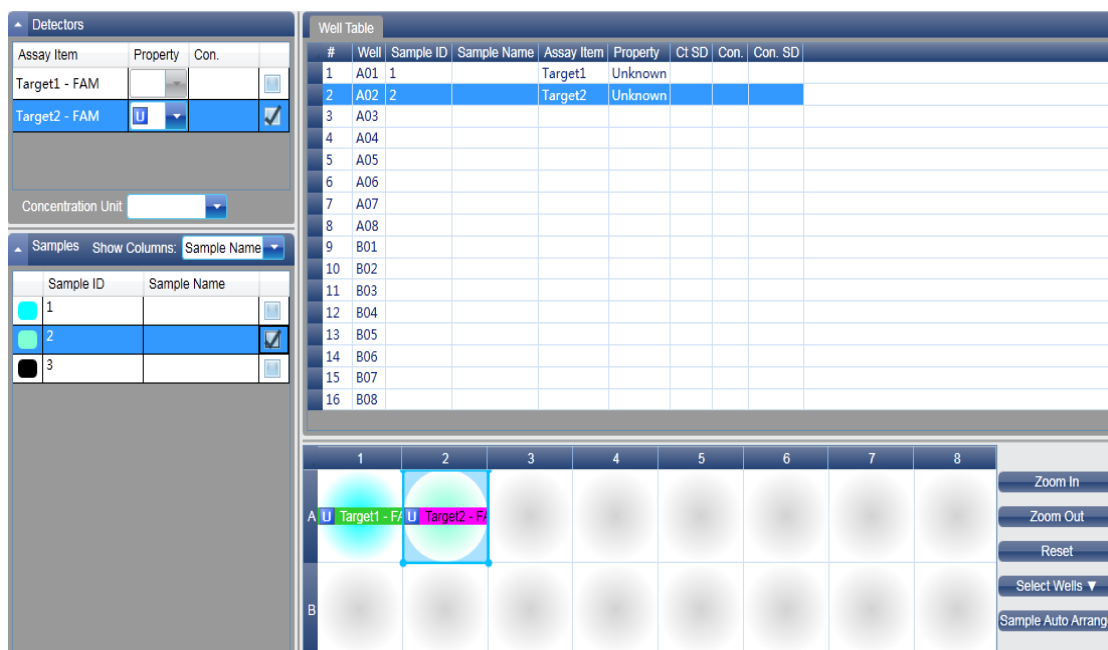 Detectors
Assay Item Property Con.
Target1 - FAM
Target2 - FAM U
Concentration Unit
Samples Show Columns: Sample Name
Sample ID Sample Name
1
2
3
Well Table
# Well Sample ID Sample Name Assay Item Property Ct SD Con. Con. SD
1 A01 1 Target1 Unknown
2 A02 2 Target2 Unknown
3 A03
4 A04
5 A05
6 A06
7 A07
8 A08
9 B01
10 B02
11 B03
12 B04
13 B05
14 B06
15 B07
16 B08
1 2 3 4 5 6 7 8
A U Target1 - FA U Target2 - FA
B
Zoom In
Zoom Out
Reset
Select Wells ▼
Sample Auto Arrang